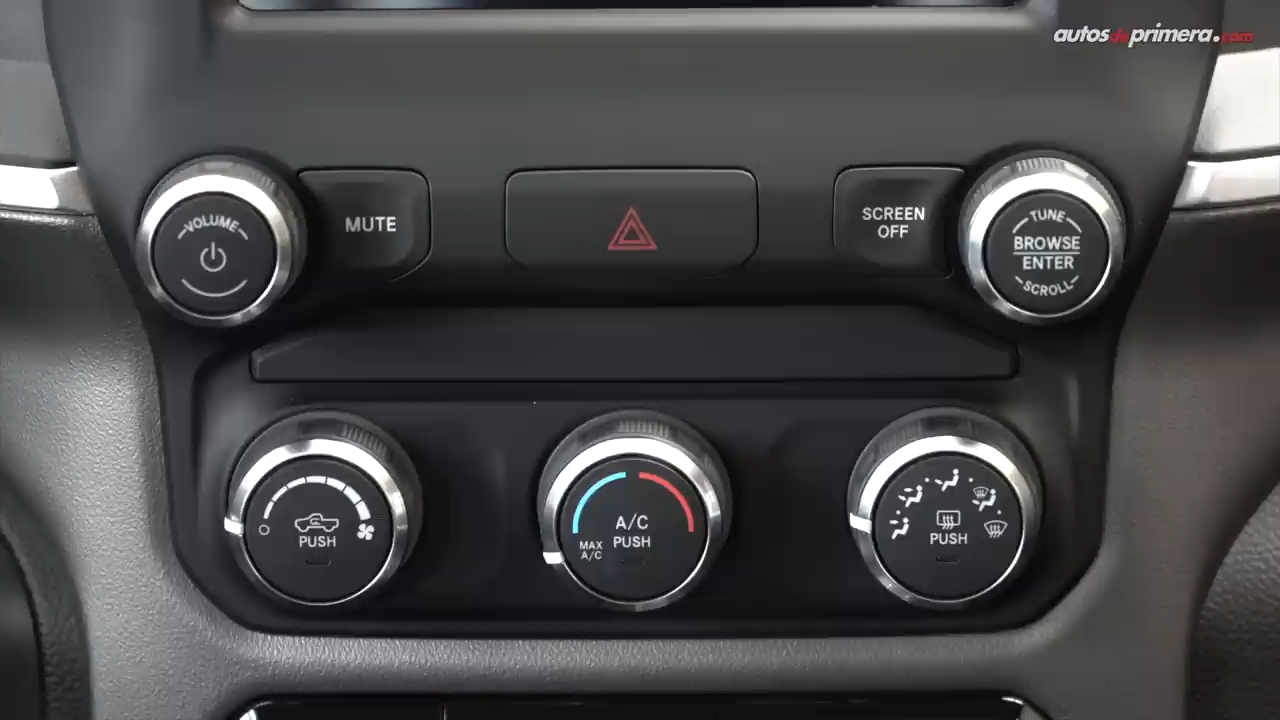 autosdeprimera.com
VOLUME
MUTE
SCREEN
OFF
TUNE
BROWSE
ENTER
SCROLL
PUSH
A/C
PUSH
MAX
A/C
PUSH